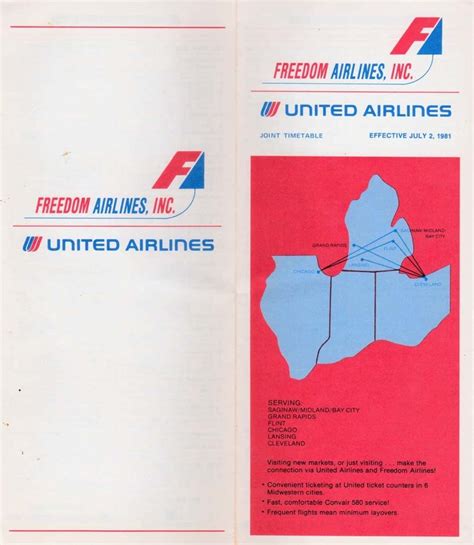 F
FREEDOM AIRLINES, INC.
UNITED AIRLINES
F
FREEDOM AIRLINES, INC.
UNITED AIRLINES
JOINT TIMETABLE EFFECTIVE JULY 2, 1981
SAGINAW/MIDLAND
BAY CITY
GRAND RAPIDS
FLINT
LANSING
CHICAGO
CLEVELAND
SERVING:
SAGINAW/MIDLAND/BAY CITY
GRAND RAPIDS
FLINT
CHICAGO
LANSING
CLEVELAND
Visiting new markets, or just visiting . . . make the
connection via United Airlines and Freedom Airlines!
• Convenient ticketing at United ticket counters in 6
Midwestern cities.
• Fast, comfortable Convair 580 service!
• Frequent flights mean minimum layovers.